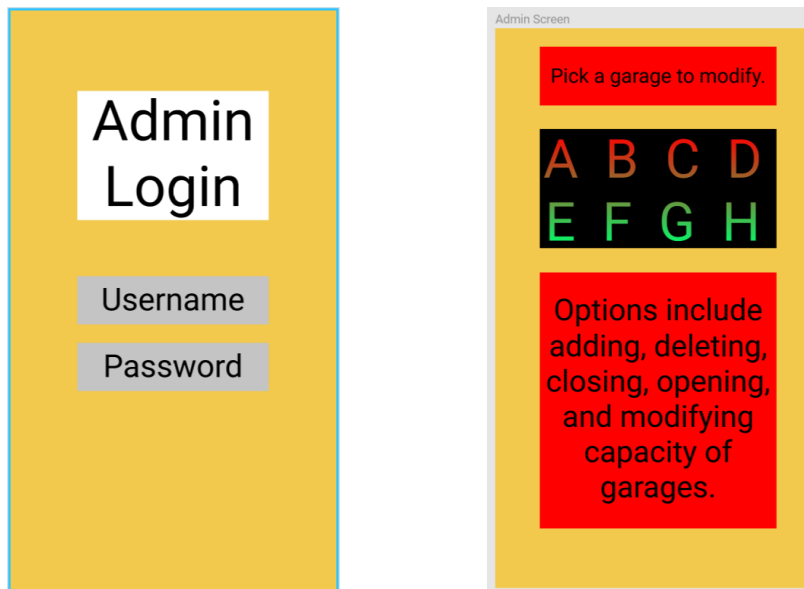 Admin
Login
Username
Password
Admin Screen
Pick a garage to modify.
A B C D
E F G H
Options include
adding, deleting,
closing, opening,
and modifying
capacity of
garages.